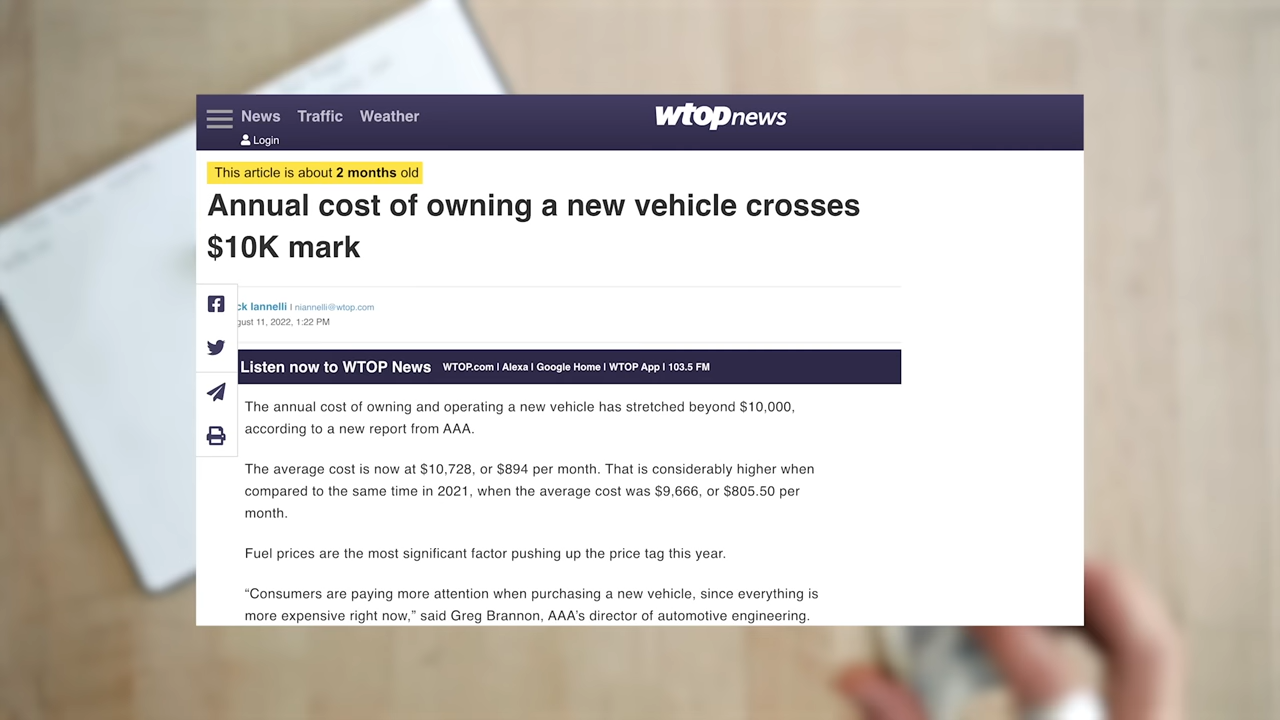 News Traffic Weather
wtopnews
Login
This article is about 2 months old
Annual cost of owning a new vehicle crosses
$10K mark
ck Iannelli | niannelli@wtop.com
gust 11, 2022, 1:22 PM
Listen now to WTOP News WTOP.com | Alexa | Google Home | WTOP App | 103.5 FM
The annual cost of owning and operating a new vehicle has stretched beyond $10,000,
according to a new report from AAA.
The average cost is now at $10,728, or $894 per month. That is considerably higher when
compared to the same time in 2021, when the average cost was $9,666, or $805.50 per
month.
Fuel prices are the most significant factor pushing up the price tag this year.
“Consumers are paying more attention when purchasing a new vehicle, since everything is
more expensive right now,” said Greg Brannon, AAA’s director of automotive engineering.